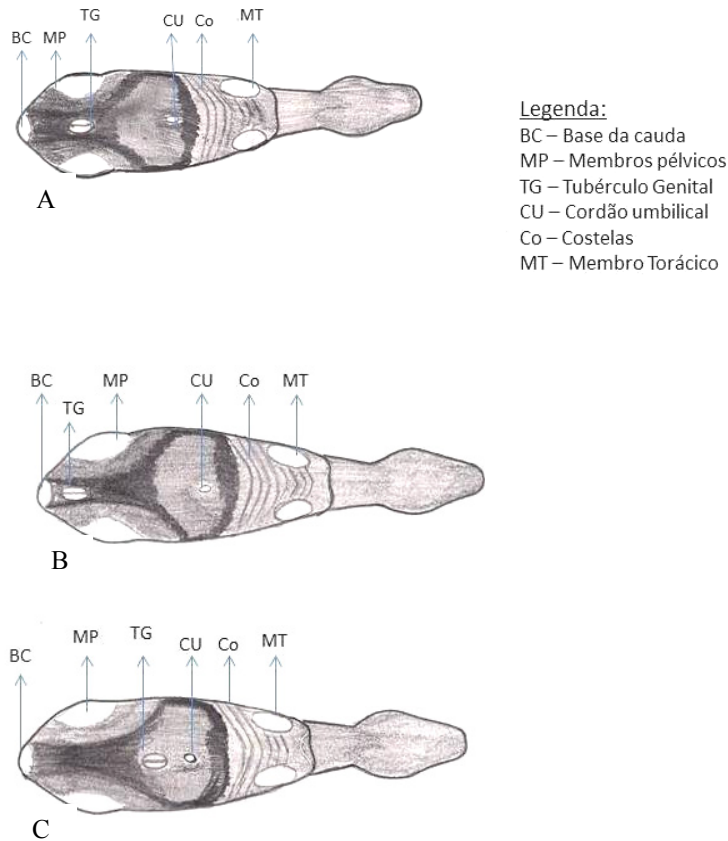 BC MP TG CU Co MT
A
Legenda:
BC – Base da cauda
MP – Membros pélvicos
TG – Tubérculo Genital
CU – Cordão umbilical
Co – Costelas
MT – Membro Torácico
BC TG MP CU Co MT
B
BC MP TG CU Co MT
C